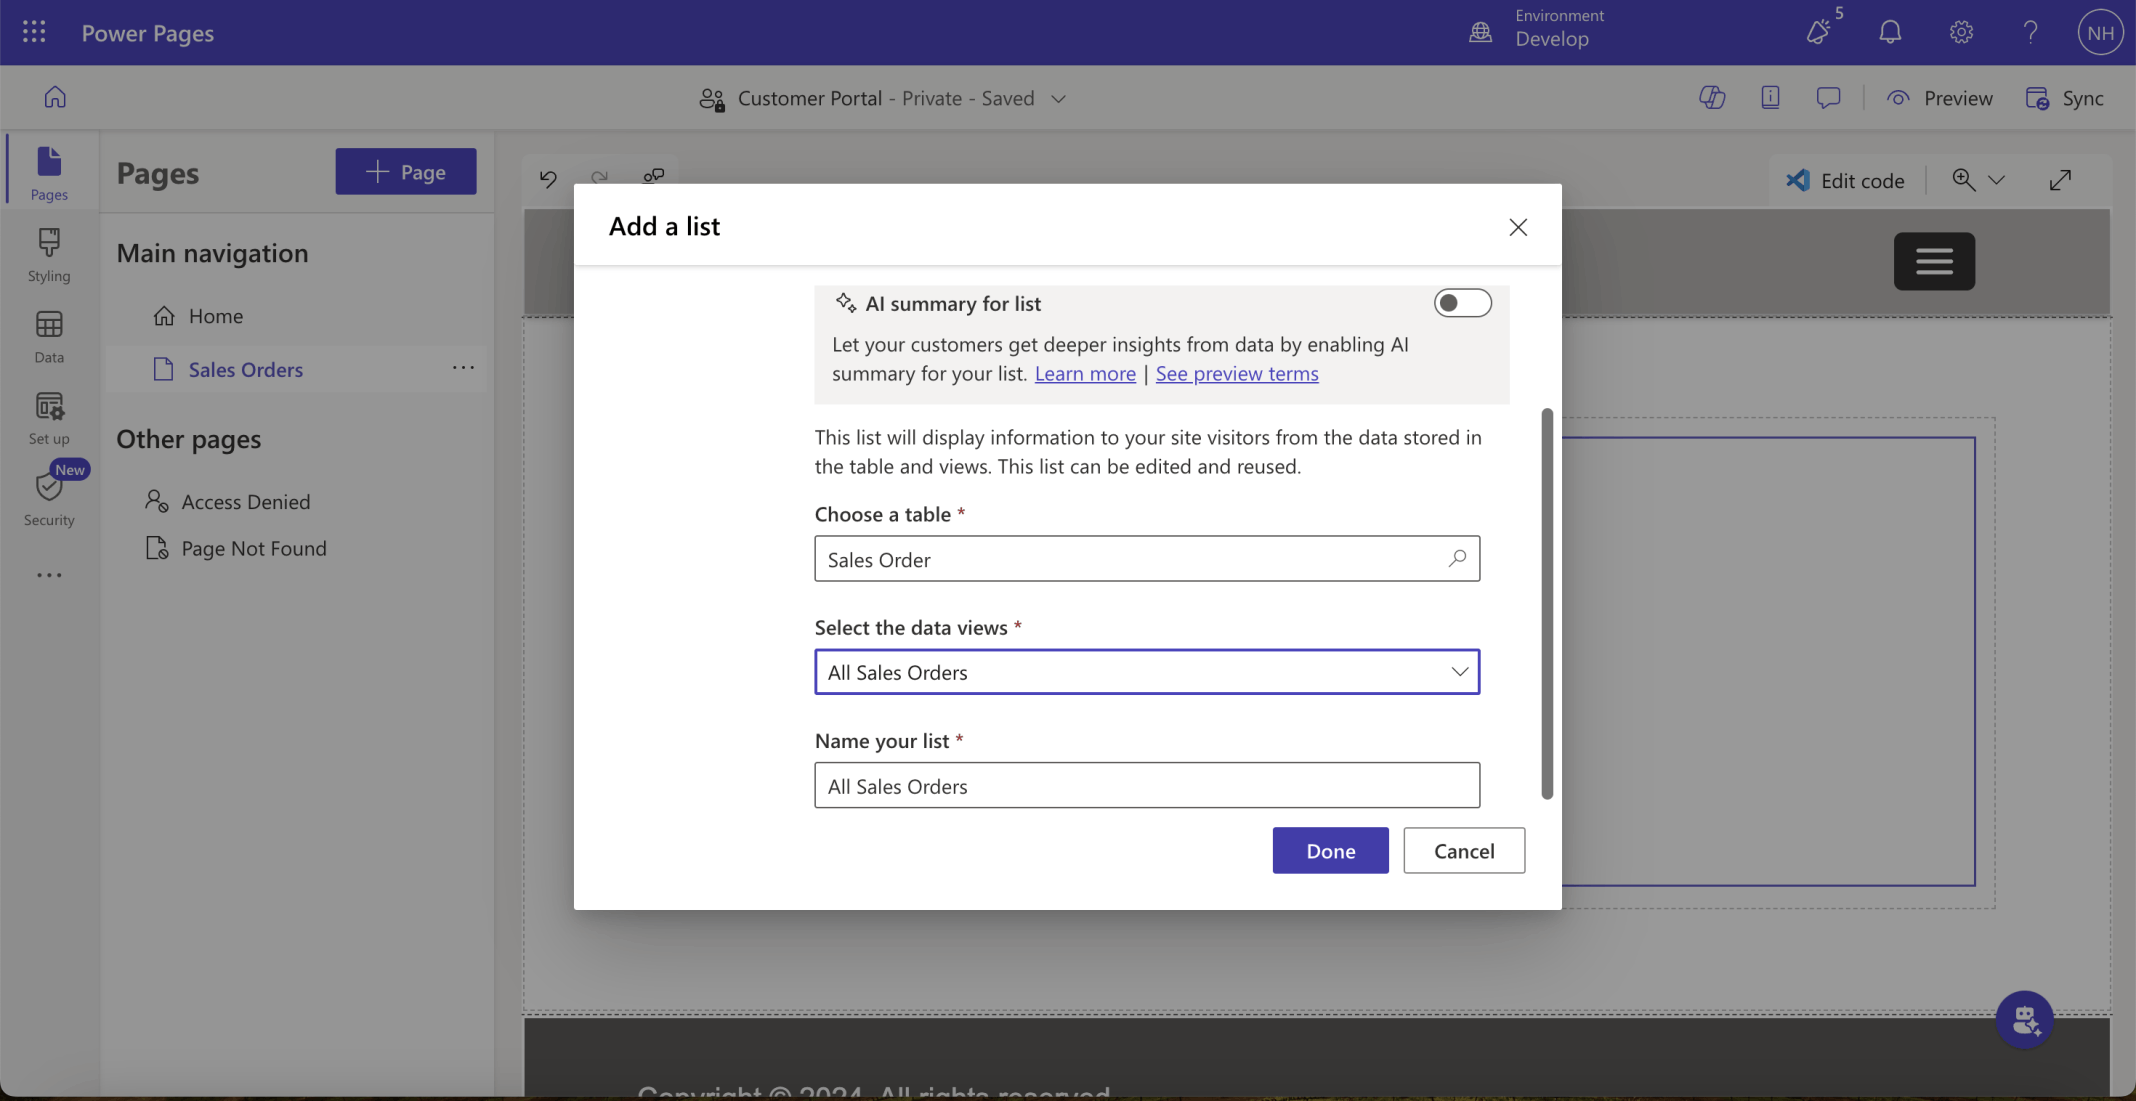 Power Pages
Environment
Develop
5
?
NH
Customer Portal - Private - Saved
Preview
Sync
Pages
Styling
Data
Set up
New
Security
Pages
+ Page
Main navigation
Home
Sales Orders
Other pages
Access Denied
Page Not Found
Edit code
Add a list
AI summary for list
Let your customers get deeper insights from data by enabling AI
summary for your list. Learn more | See preview terms
This list will display information to your site visitors from the data stored in
the table and views. This list can be edited and reused.
Choose a table *
Sales Order
Select the data views *
All Sales Orders
Name your list *
All Sales Orders
Done
Cancel
Copyright © 2024. All rights reserved.